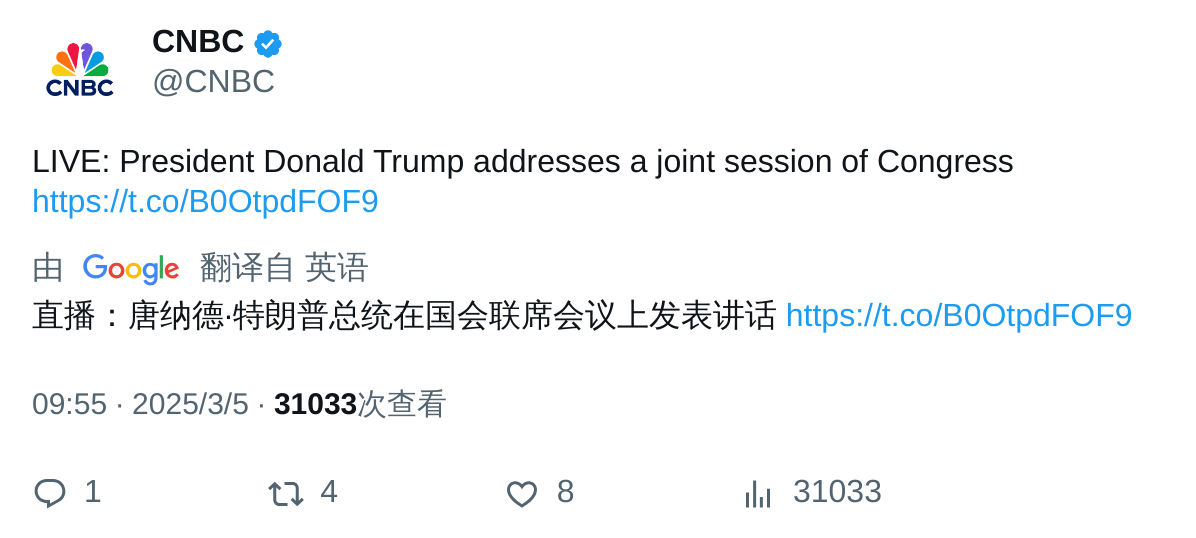 CNBC
CNBC
@CNBC
LIVE: President Donald Trump addresses a joint session of Congress
https://t.co/B0OtpdFOF9
由 Google 翻译自 英语
直播：唐纳德·特朗普总统在国会联席会议上发表讲话 https://t.co/B0OtpdFOF9
09:55 · 2025/3/5 · 31033次查看
1 4 8 31033